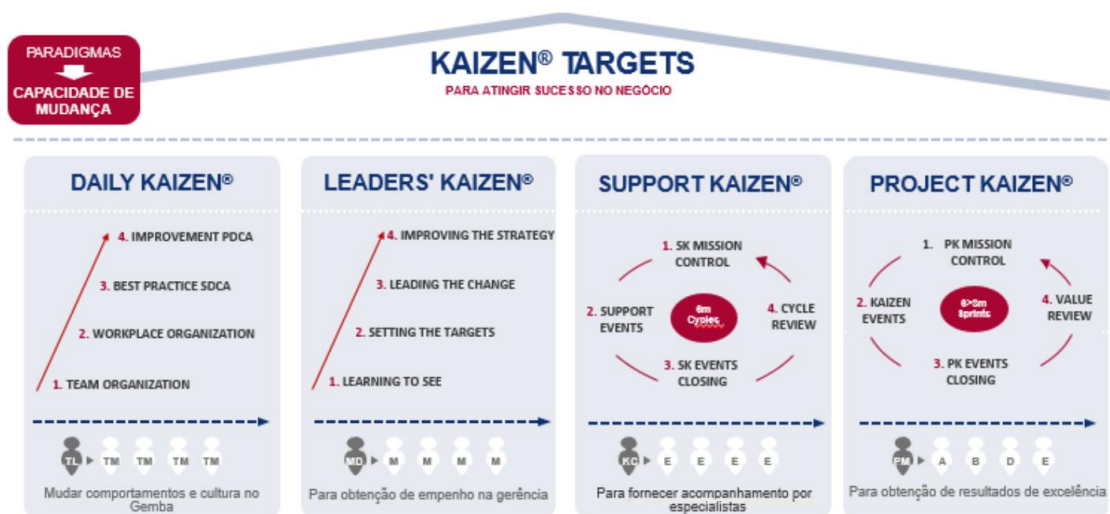 PARADIGMAS
CAPACIDADE DE
MUDANÇA
KAIZEN® TARGETS
PARA ATINGIR SUCESSO NO NEGÓCIO
DAILY KAIZEN®
4. IMPROVEMENT PDCA
3. BEST PRACTICE SDCA
2. WORKPLACE ORGANIZATION
1. TEAM ORGANIZATION
TL TM TM TM TM
Mudar comportamentos e cultura no
Gemba
LEADERS' KAIZEN®
4. IMPROVING THE STRATEGY
3. LEADING THE CHANGE
2. SETTING THE TARGETS
1. LEARNING TO SEE
MD M M M M
Para obtenção de empenho na gerência
SUPPORT KAIZEN®
1. SK MISSION
CONTROL
2. SUPPORT
EVENTS
6m
Cycles
4. CYCLE
REVIEW
3. SK EVENTS
CLOSING
KC E E E E
Para fornecer acompanhamento por
especialistas
PROJECT KAIZEN®
1. PK MISSION
CONTROL
2. KAIZEN
EVENTS
Sprints
4. VALUE
REVIEW
3. PK EVENTS
CLOSING
PM A B D E
Para obtenção de resultados de excelência